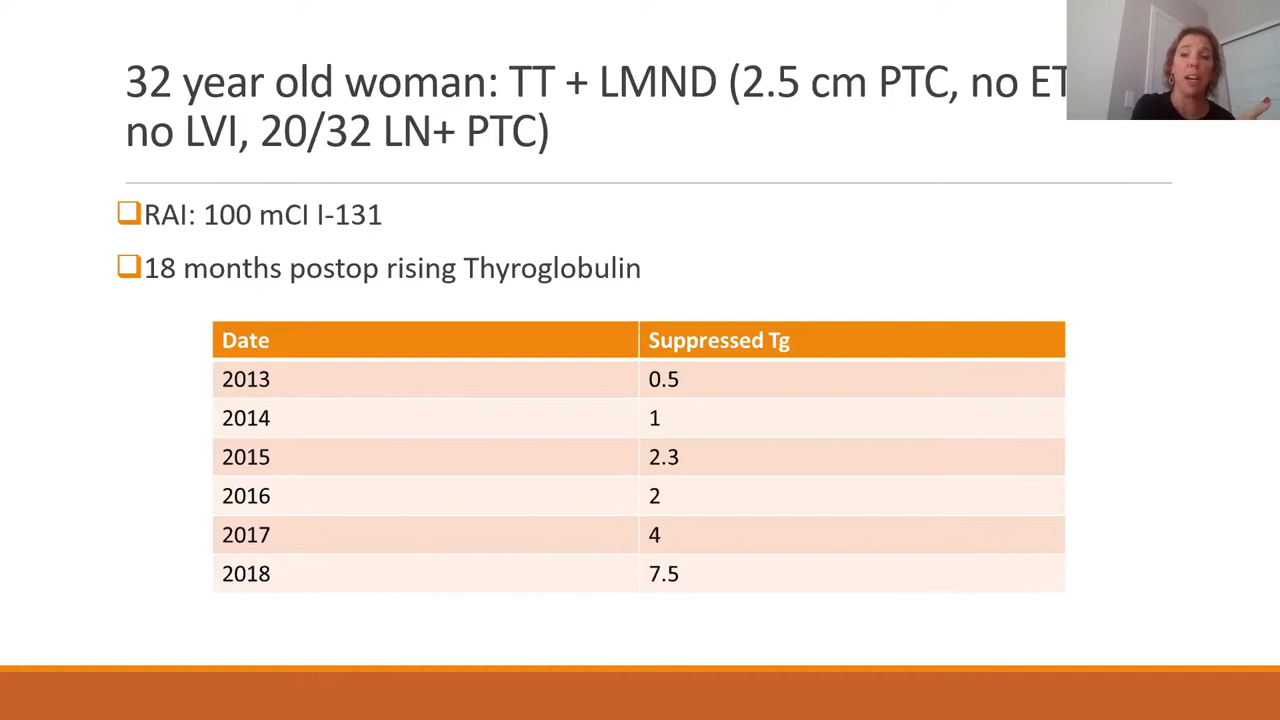 32 year old woman: TT + LMND (2.5 cm PTC, no
no LVI, 20/32 LN+ PTC)
RAI: 100 mCI I-131
18 months postop rising Thyroglobulin
Date Suppressed Tg
2013 0.5
2014 1
2015 2.3
2016 2
2017 4
2018 7.5